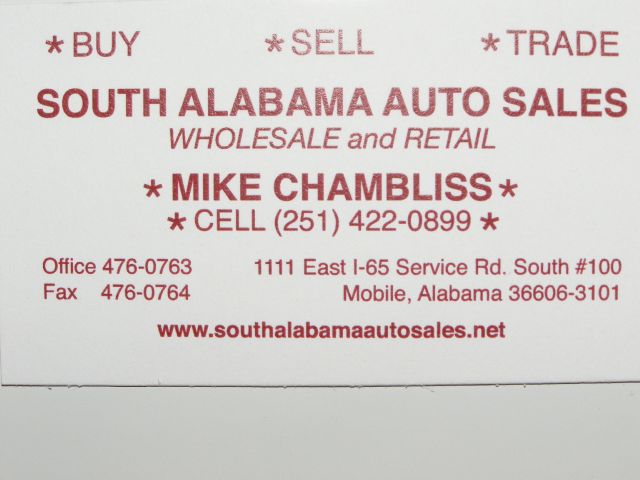 *BUY *SELL *TRADE
SOUTH ALABAMA AUTO SALES
WHOLESALE and RETAIL
*MIKE CHAMBLISS*
*CELL (251) 422-0899*
Office 476-0763 1111 East I-65 Service Rd. South #100
Fax 476-0764 Mobile, Alabama 36606-3101
www.southalabamaautosales.net